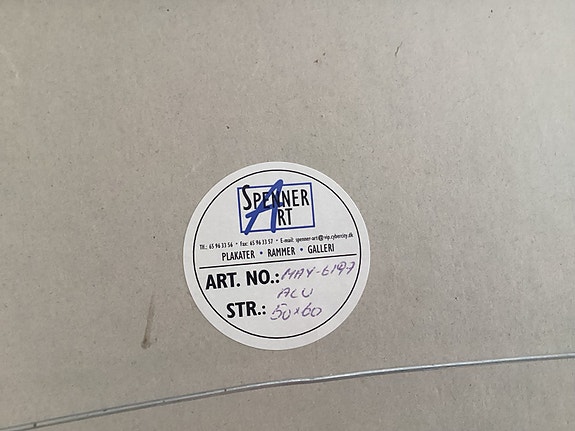 SPENNER
ART
Tlf.: 65 96 33 56 • Fax: 65 96 33 57 • E-mail: spenner-art@vip.cybercity.dk
PLAKATER • RAMMER • GALLERI
ART. NO.: MAY-6197
ALU
STR.: 50x60